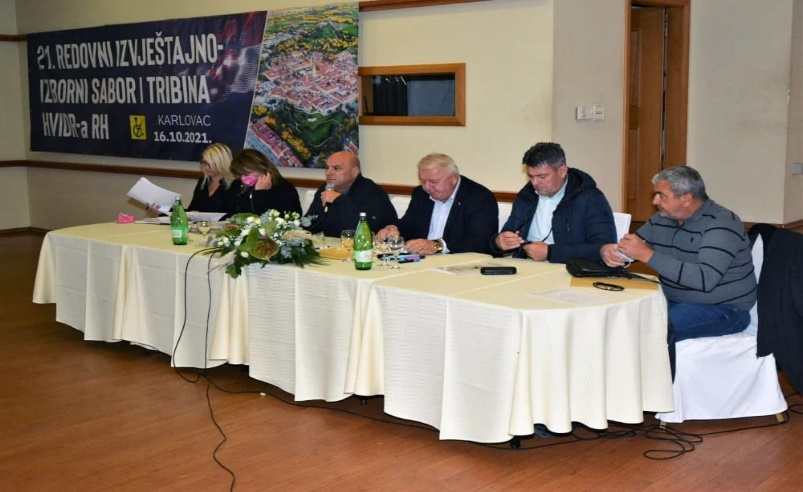 21. REDOVNI IZVJEŠTAJNO-
IZBORNI SABOR I TRIBINA
HVIDR-a RH
KARLOVAC
16.10.2021.